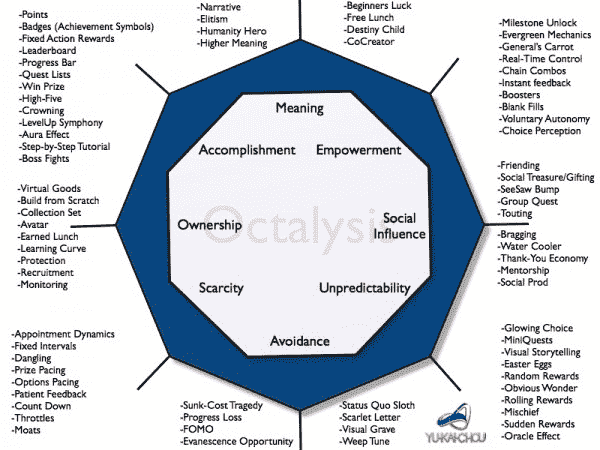 -Narrative
-Elitism
-Humanity Hero
-Higher Meaning
-Beginners Luck
-Free Lunch
-Destiny Child
-CoCreator
-Points
-Badges (Achievement Symbols)
-Fixed Action Rewards
-Leaderboard
-Progress Bar
-Quest Lists
-Win Prize
-High-Five
-Crowning
-LevelUp Symphony
-Aura Effect
-Step-by-Step Tutorial
-Boss Fights
-Milestone Unlock
-Evergreen Mechanics
-General's Carrot
-Real-Time Control
-Chain Combos
-Instant feedback
-Boosters
-Blank Fills
-Voluntary Autonomy
-Choice Perception
Meaning
Accomplishment
Empowerment
Ownership
Octalysis
Social
Influence
Scarcity
Unpredictability
Avoidance
-Virtual Goods
-Build from Scratch
-Collection Set
-Avatar
-Earned Lunch
-Learning Curve
-Protection
-Recruitment
-Monitoring
-Friending
-Social Treasure/Gifting
-SeeSaw Bump
-Group Quest
-Touting
-Bragging
-Water Cooler
-Thank-You Economy
-Mentorship
-Social Prod
-Appointment Dynamics
-Fixed Intervals
-Dangling
-Prize Pacing
-Options Pacing
-Patient Feedback
-Count Down
-Throttles
-Moats
-Sunk-Cost Tragedy
-Progress Loss
-FOMO
-Evanescence Opportunity
-Status Quo Sloth
-Scarlet Letter
-Visual Grave
-Weep Tune
-Glowing Choice
-MiniQuests
-Visual Storytelling
-Easter Eggs
-Random Rewards
-Obvious Wonder
-Rolling Rewards
-Mischief
-Sudden Rewards
-Oracle Effect
YU-KAI-CHOU